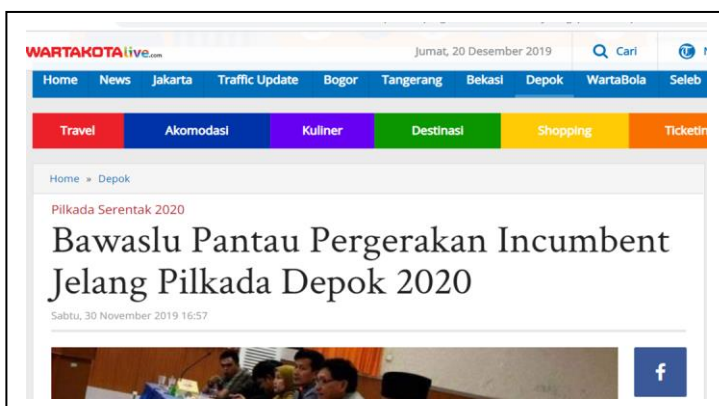 WARTAKOTAlive.com Jumat, 20 Desember 2019 Cari
Home News Jakarta Traffic Update Bogor Tangerang Bekasi Depok WartaBola Seleb
Travel Akomodasi Kuliner Destinasi Shopping Ticketin
Home » Depok
Pilkada Serentak 2020
Bawaslu Pantau Pergerakan Incumbent
Jelang Pilkada Depok 2020
Sabtu, 30 November 2019 16:57
f